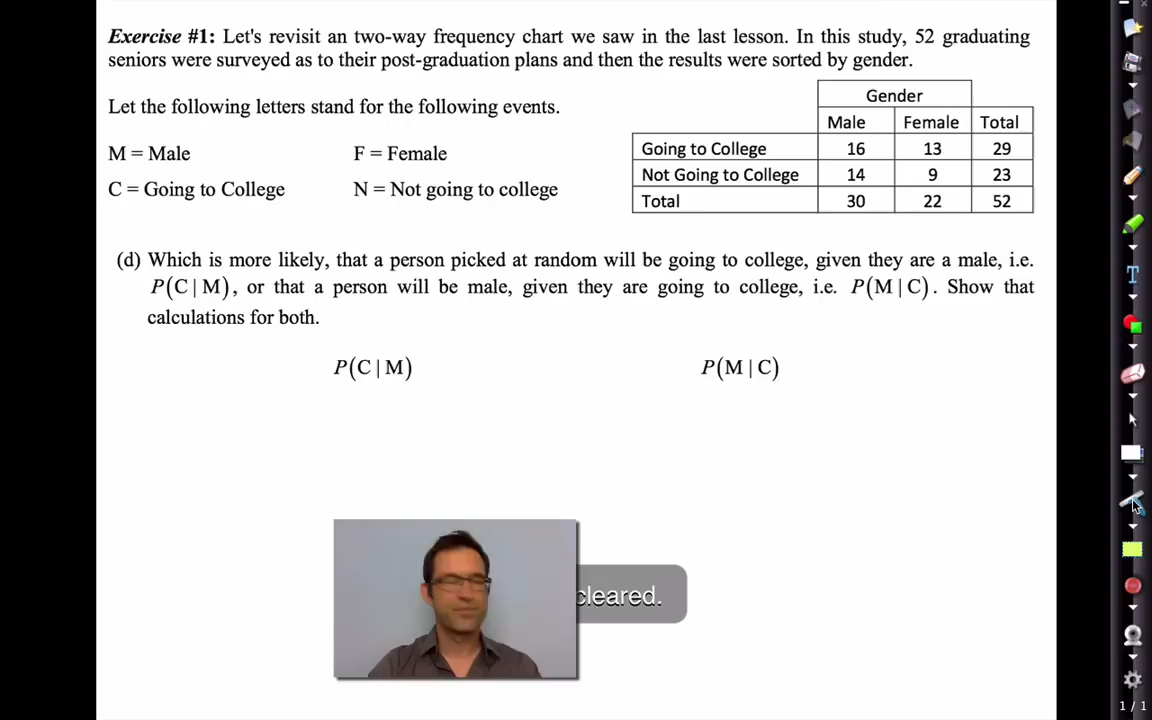 Exercise #1: Let's revisit an two-way frequency chart we saw in the last lesson. In this study, 52 graduating
seniors were surveyed as to their post-graduation plans and then the results were sorted by gender.
Let the following letters stand for the following events.
M = Male F = Female
C = Going to College N = Not going to college
Gender
Male Female Total
Going to College 16 13 29
Not Going to College 14 9 23
Total 30 22 52
(d) Which is more likely, that a person picked at random will be going to college, given they are a male, i.e.
P(C | M), or that a person will be male, given they are going to college, i.e. P(M | C). Show that
calculations for both.
P(C | M) P(M | C)
cleared.
T
1 / 1